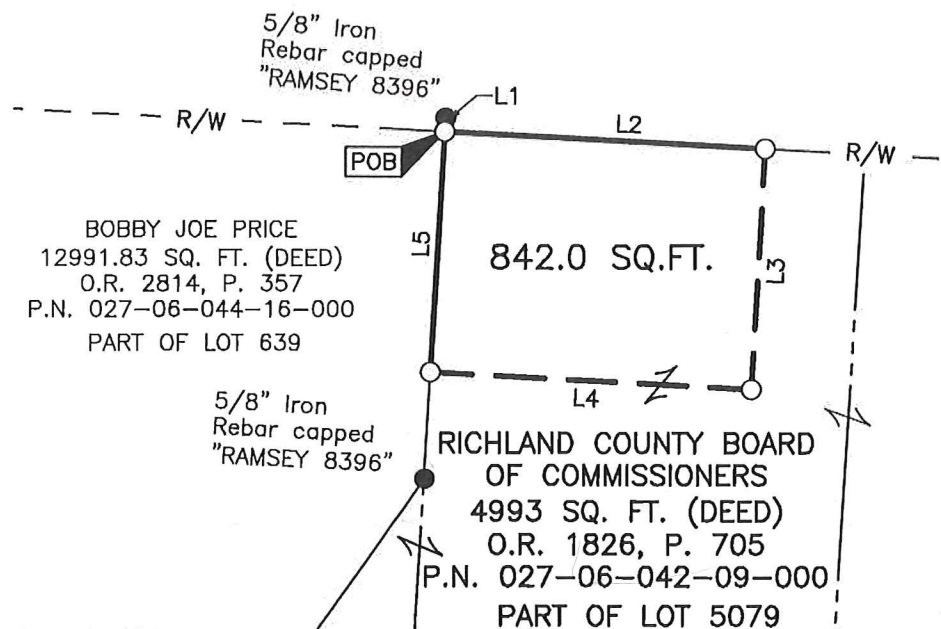 5/8" Iron
Rebar capped
"RAMSEY 8396"
L1
R/W
L2
R/W
POB
BOBBY JOE PRICE
12991.83 SQ. FT. (DEED)
O.R. 2814, P. 357
P.N. 027-06-044-16-000
PART OF LOT 639
L5
842.0 SQ.FT.
L3
L4
5/8" Iron
Rebar capped
"RAMSEY 8396"
RICHLAND COUNTY BOARD
OF COMMISSIONERS
4993 SQ. FT. (DEED)
O.R. 1826, P. 705
P.N. 027-06-042-09-000
PART OF LOT 5079